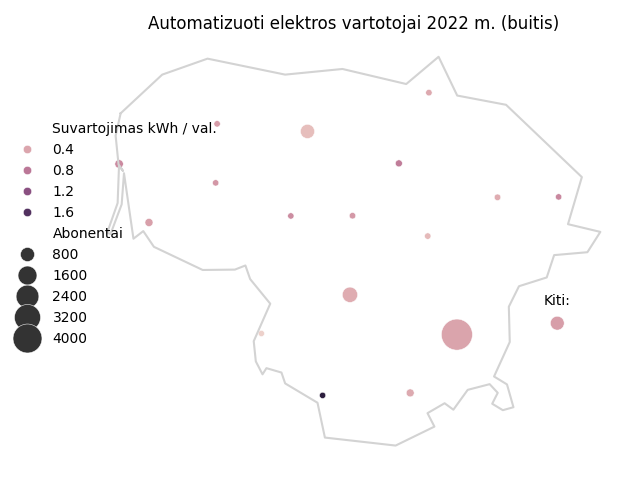 Automatizuoti elektros vartotojai 2022 m. (buitis)
Suvartojimas kWh / val.
0.4
0.8
1.2
1.6
Abonentai
800
1600
2400
3200
4000
Kiti: